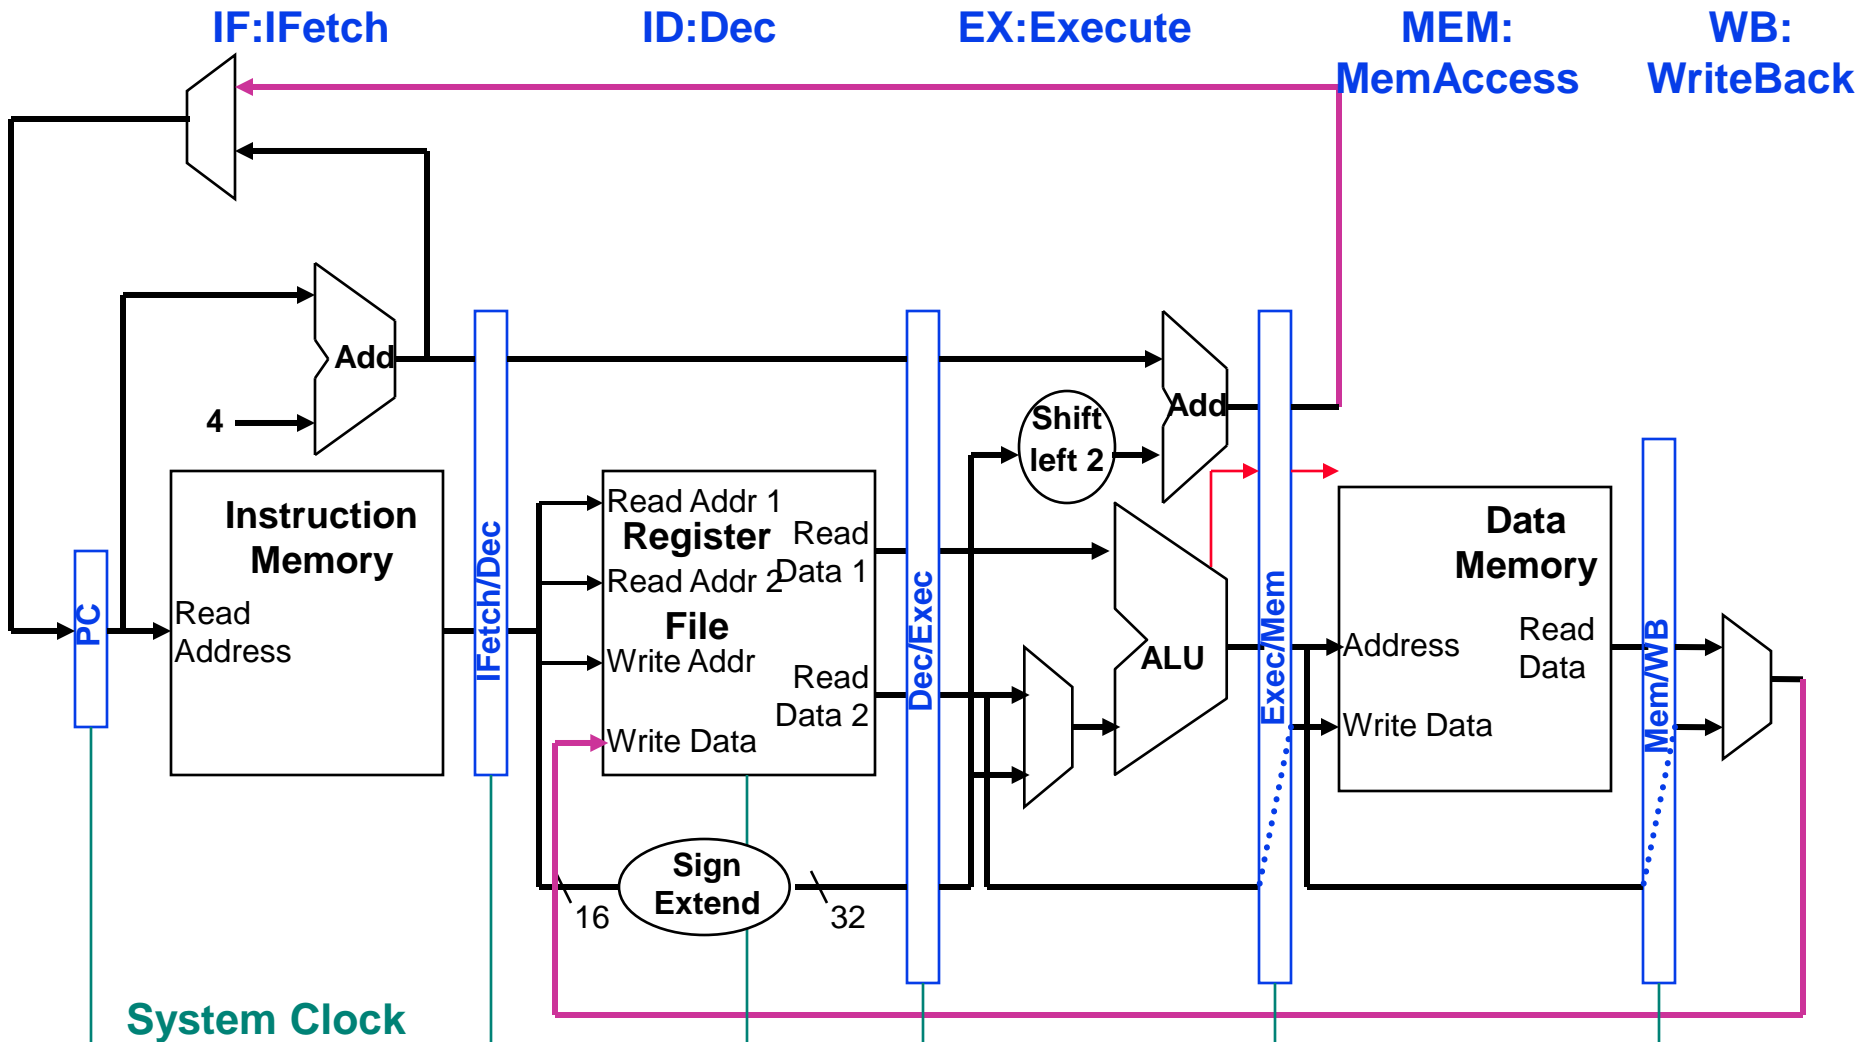 IF:IFetch
ID:Dec
EX:Execute
MEM:
MemAccess
WB:
WriteBack
Add
4
Instruction
Memory
Read
Address
PC
IFetch/Dec
Read Addr 1
Register
Read Addr 2
File
Write Addr
Write Data
Read
Data 1
Read
Data 2
Sign
Extend
16
32
Dec/Exec
Shift
left 2
Add
ALU
Exec/Mem
Data
Memory
Address
Write Data
Read
Data
Mem/WB
System Clock